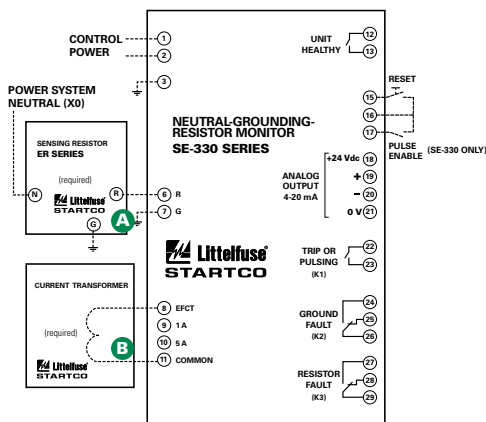 CONTROL
POWER
1
2
3
POWER SYSTEM
NEUTRAL (X0)
SENSING RESISTOR
ER SERIES
(required)
N
R
Littelfuse®
STARTCO
G
A
6 R
7 G
CURRENT TRANSFORMER
(required)
B
Littelfuse®
STARTCO
8 EFCT
9 1 A
10 5 A
11 COMMON
NEUTRAL-GROUNDING-
RESISTOR MONITOR
SE-330 SERIES
Littelfuse®
STARTCO
UNIT
HEALTHY
12
13
RESET
15
16
17
PULSE
ENABLE
(SE-330 ONLY)
ANALOG
OUTPUT
4-20 mA
+24 Vdc 18
+ 19
– 20
0 V 21
TRIP OR
PULSING
(K1)
22
23
GROUND
FAULT
(K2)
24
25
26
RESISTOR
FAULT
(K3)
27
28
29